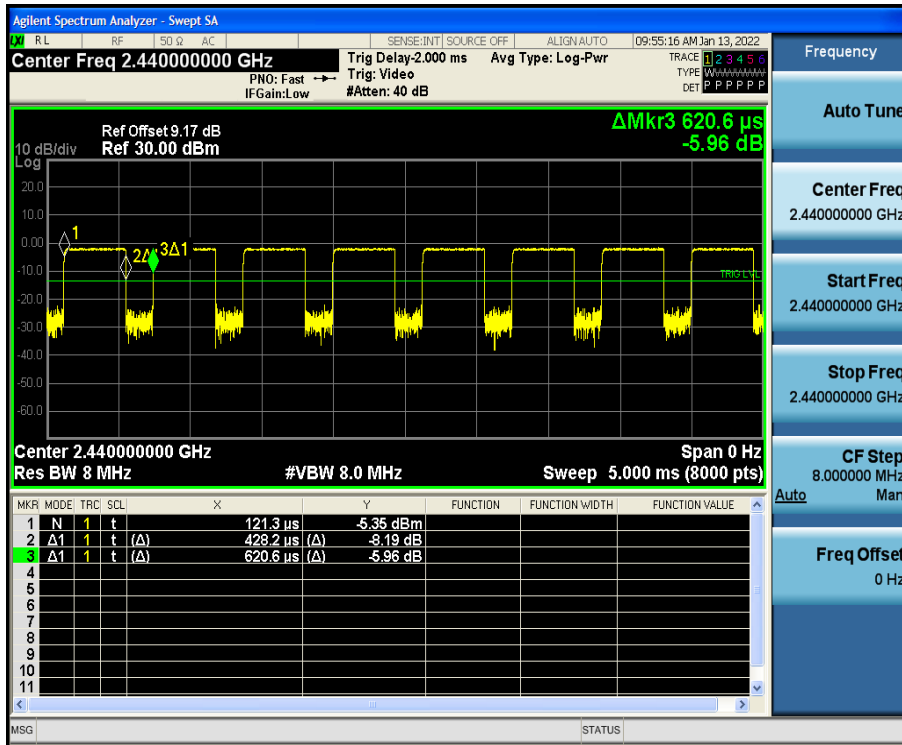 Agilent Spectrum Analyzer - Swept SA
LXI RL RF 50 Ω AC SENSE:INT SOURCE OFF ALIGN AUTO 09:55:16 AM Jan 13, 2022
Center Freq 2.440000000 GHz
PNO: Fast
IFGain:Low
Trig Delay-2.000 ms
Trig: Video
#Atten: 40 dB
Avg Type: Log-Pwr
TRACE 1 2 3 4 5 6
TYPE W
DET P P P P P P
Frequency
Ref Offset 9.17 dB
10 dB/div Ref 30.00 dBm
Log
ΔMkr3 620.6 µs
-5.96 dB
20.0
10.0
0.00
-10.0
-20.0
-30.0
-40.0
-50.0
-60.0
1
2Δ
3Δ1
TRIG LVL
Center 2.440000000 GHz Span 0 Hz
Res BW 8 MHz #VBW 8.0 MHz Sweep 5.000 ms (8000 pts)
MKR MODE TRC SCL X Y FUNCTION FUNCTION WIDTH FUNCTION VALUE
1 N 1 t 121.3 µs -5.35 dBm
2 Δ1 1 t (Δ) 428.2 µs (Δ) -8.19 dB
3 Δ1 1 t (Δ) 620.6 µs (Δ) -5.96 dB
4
5
6
7
8
9
10
11
MSG STATUS
Auto Tune
Center Freq
2.440000000 GHz
Start Freq
2.440000000 GHz
Stop Freq
2.440000000 GHz
CF Step
8.000000 MHz
Auto Man
Freq Offset
0 Hz